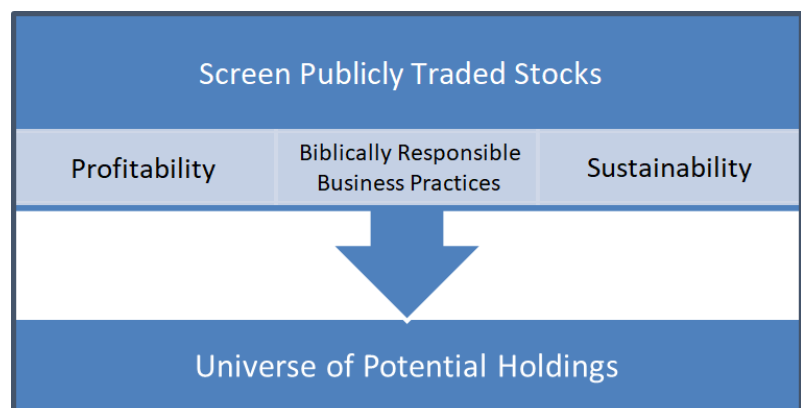 Screen Publicly Traded Stocks
Profitability
Biblically Responsible
Business Practices
Sustainability
Universe of Potential Holdings